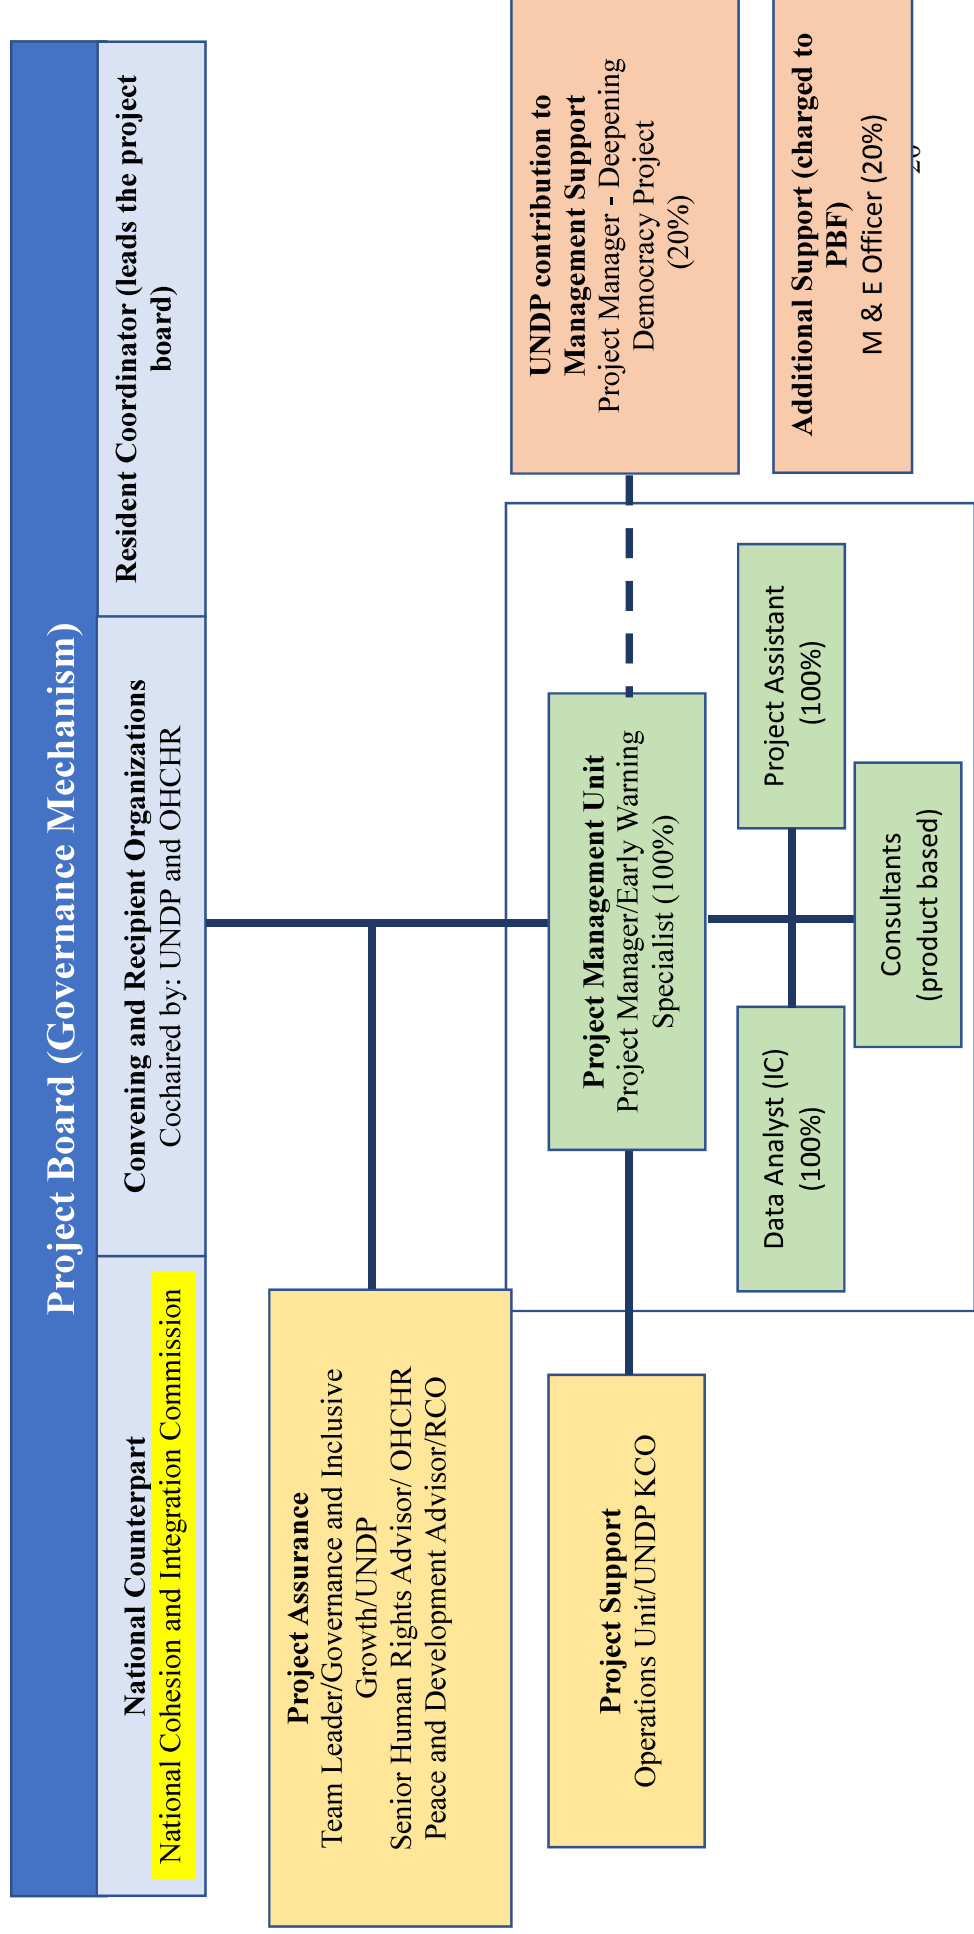 Project Board (Governance Mechanism)
National Counterpart
National Cohesion and Integration Commission
Convening and Recipient Organizations
Cochaired by: UNDP and OHCHR
Resident Coordinator (leads the project
board)
Project Assurance
Team Leader/Governance and Inclusive
Growth/UNDP
Senior Human Rights Advisor/ OHCHR
Peace and Development Advisor/RCO
Project Support
Operations Unit/UNDP KCO
Project Management Unit
Project Manager/Early Warning
Specialist (100%)
UNDP contribution to
Management Support
Project Manager - Deepening
Democracy Project
(20%)
Data Analyst (IC)
(100%)
Project Assistant
(100%)
Consultants
(product based)
Additional Support (charged to
PBF)
M & E Officer (20%)